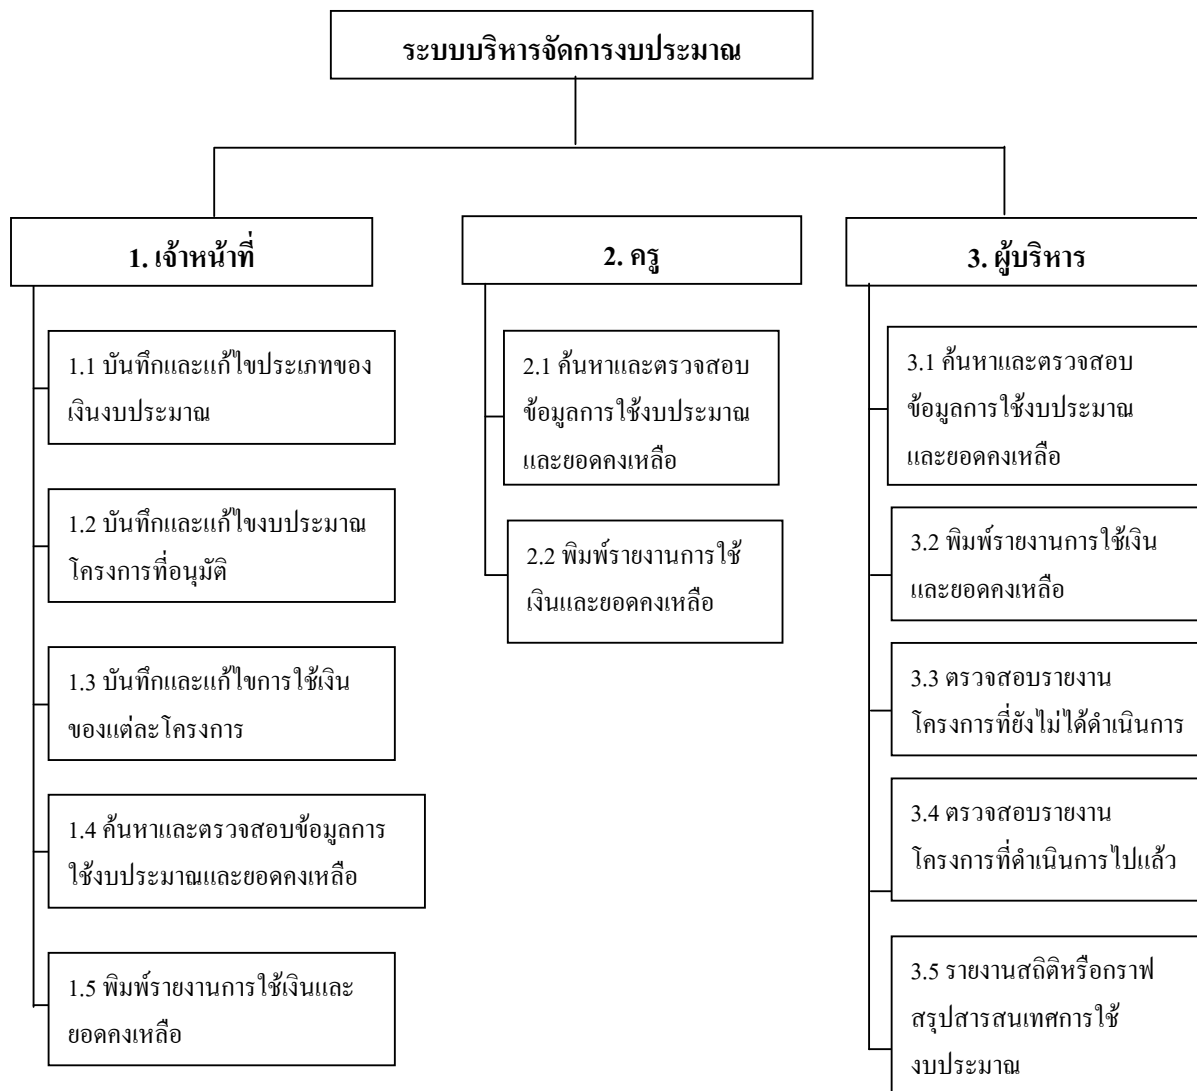 ระบบบริหารจัดการงบประมาณ
1. เจ้าหน้าที่
1.1 บันทึกและแก้ไขประเภทของ
เงินงบประมาณ
1.2 บันทึกและแก้ไขงบประมาณ
โครงการที่อนุมัติ
1.3 บันทึกและแก้ไขการใช้เงิน
ของแต่ละโครงการ
1.4 ค้นหาและตรวจสอบข้อมูลการ
ใช้งบประมาณและยอดคงเหลือ
1.5 พิมพ์รายงานการใช้เงินและ
ยอดคงเหลือ
2. ครู
2.1 ค้นหาและตรวจสอบ
ข้อมูลการใช้งบประมาณ
และยอดคงเหลือ
2.2 พิมพ์รายงานการใช้
เงินและยอดคงเหลือ
3. ผู้บริหาร
3.1 ค้นหาและตรวจสอบ
ข้อมูลการใช้งบประมาณ
และยอดคงเหลือ
3.2 พิมพ์รายงานการใช้เงิน
และยอดคงเหลือ
3.3 ตรวจสอบรายงาน
โครงการที่ยังไม่ได้ดำเนินการ
3.4 ตรวจสอบรายงาน
โครงการที่ดำเนินการไปแล้ว
3.5 รายงานสถิติหรือกราฟ
สรุปสารสนเทศการใช้
งบประมาณ